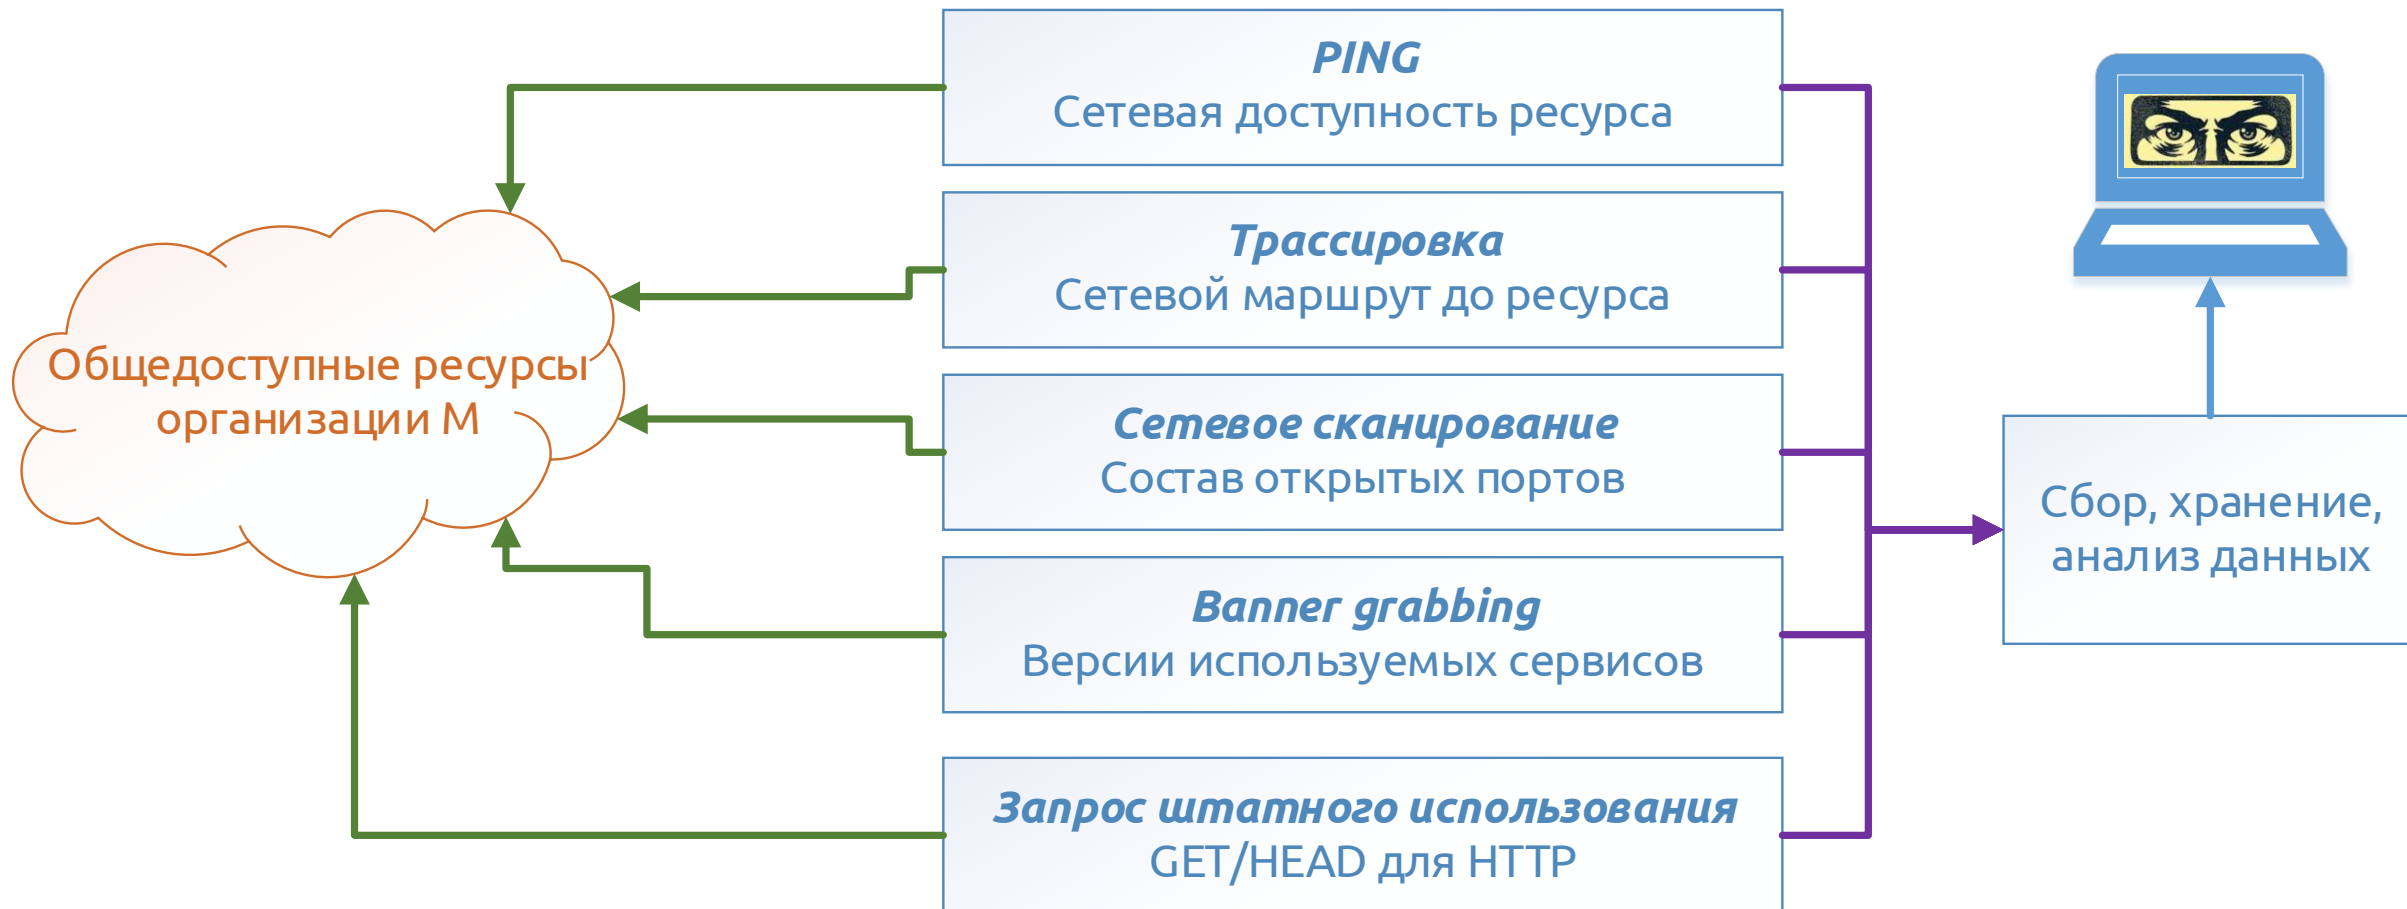 PING
Сетевая доступность ресурса
Трассировка
Сетевой маршрут до ресурса
Общедоступные ресурсы
организации М
Сетевое сканирование
Состав открытых портов
Сбор, хранение,
анализ данных
Banner grabbing
Версии используемых сервисов
Запрос штатного использования
GET/HEAD для HTTP